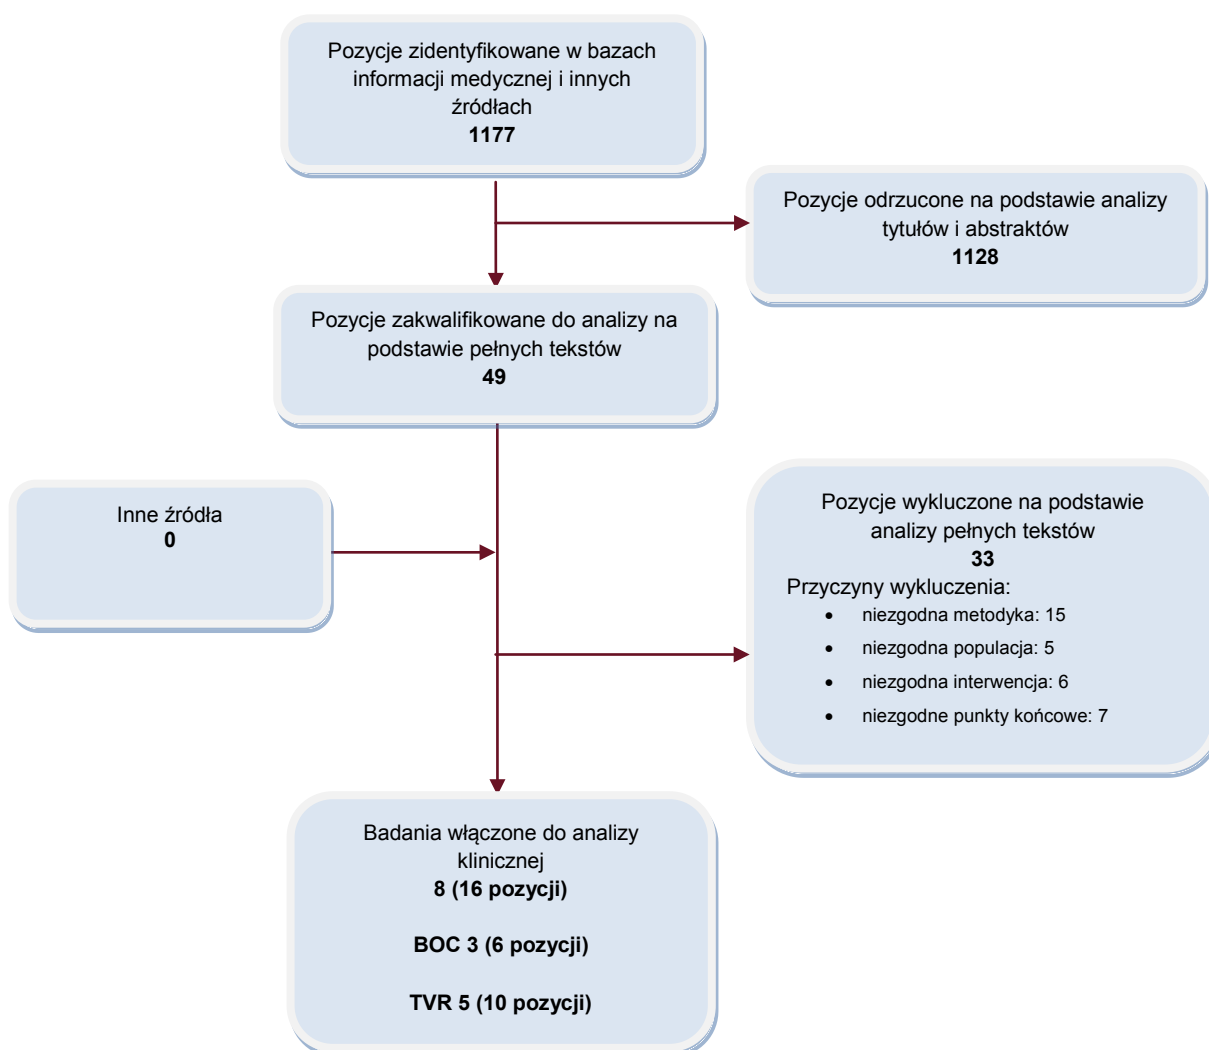 Pozycje zidentyfikowane w bazach
informacji medycznej i innych
źródłach
1177
Pozycje odrzucone na podstawie analizy
tytułów i abstraktów
1128
Pozycje zakwalifikowane do analizy na
podstawie pełnych tekstów
49
Inne źródła
0
Pozycje wykluczone na podstawie
analizy pełnych tekstów
33
Przyczyny wykluczenia:
• niezgodna metodyka: 15
• niezgodna populacja: 5
• niezgodna interwencja: 6
• niezgodne punkty końcowe: 7
Badania włączone do analizy
klinicznej
8 (16 pozycji)
BOC 3 (6 pozycji)
TVR 5 (10 pozycji)